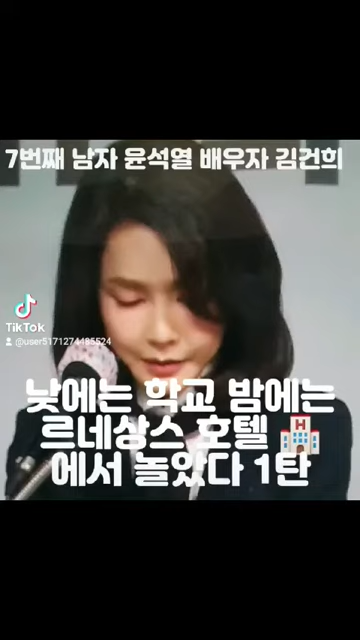 7번째 남자 윤석열 배우자 김건희
TikTok
@user5171274485524
낮에는 학교 밤에는
르네상스 호텔 🏨
에서 놀았다 1탄